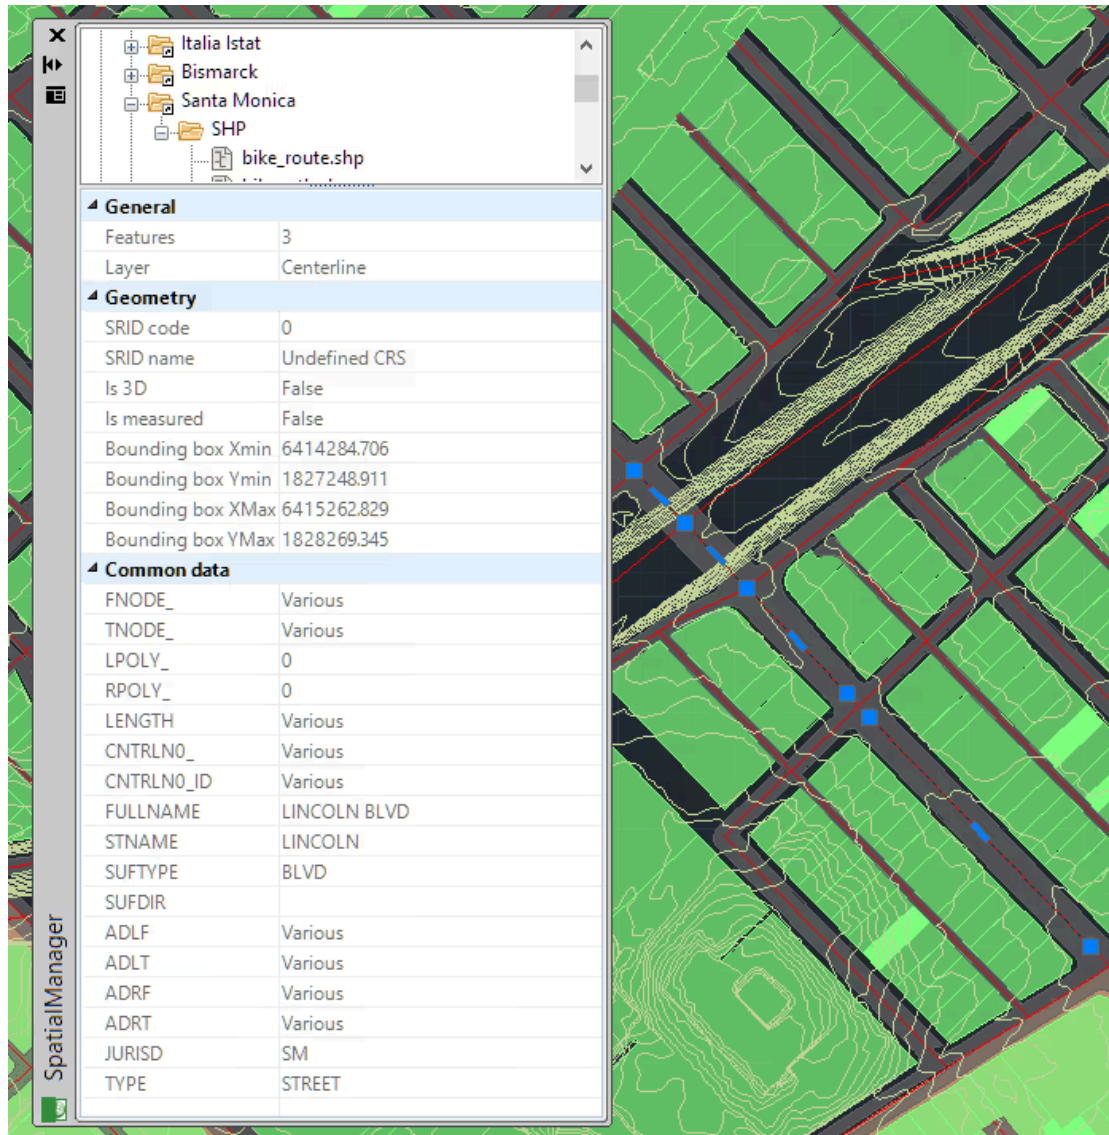 Italia Istat
Bismarck
Santa Monica
SHP
bike_route.shp
General
Features 3
Layer Centerline
Geometry
SRID code 0
SRID name Undefined CRS
Is 3D False
Is measured False
Bounding box Xmin 6414284.706
Bounding box Ymin 1827248.911
Bounding box XMax 6415262.829
Bounding box YMax 1828269.345
Common data
FNODE_ Various
TNODE_ Various
LPOLY_ 0
RPOLY_ 0
LENGTH Various
CNTRLN0_ Various
CNTRLN0_ID Various
FULLNAME LINCOLN BLVD
STNAME LINCOLN
SUFTYPE BLVD
SUFDIR
ADLF Various
ADLT Various
ADRF Various
ADRT Various
JURISD SM
TYPE STREET
SpatialManager